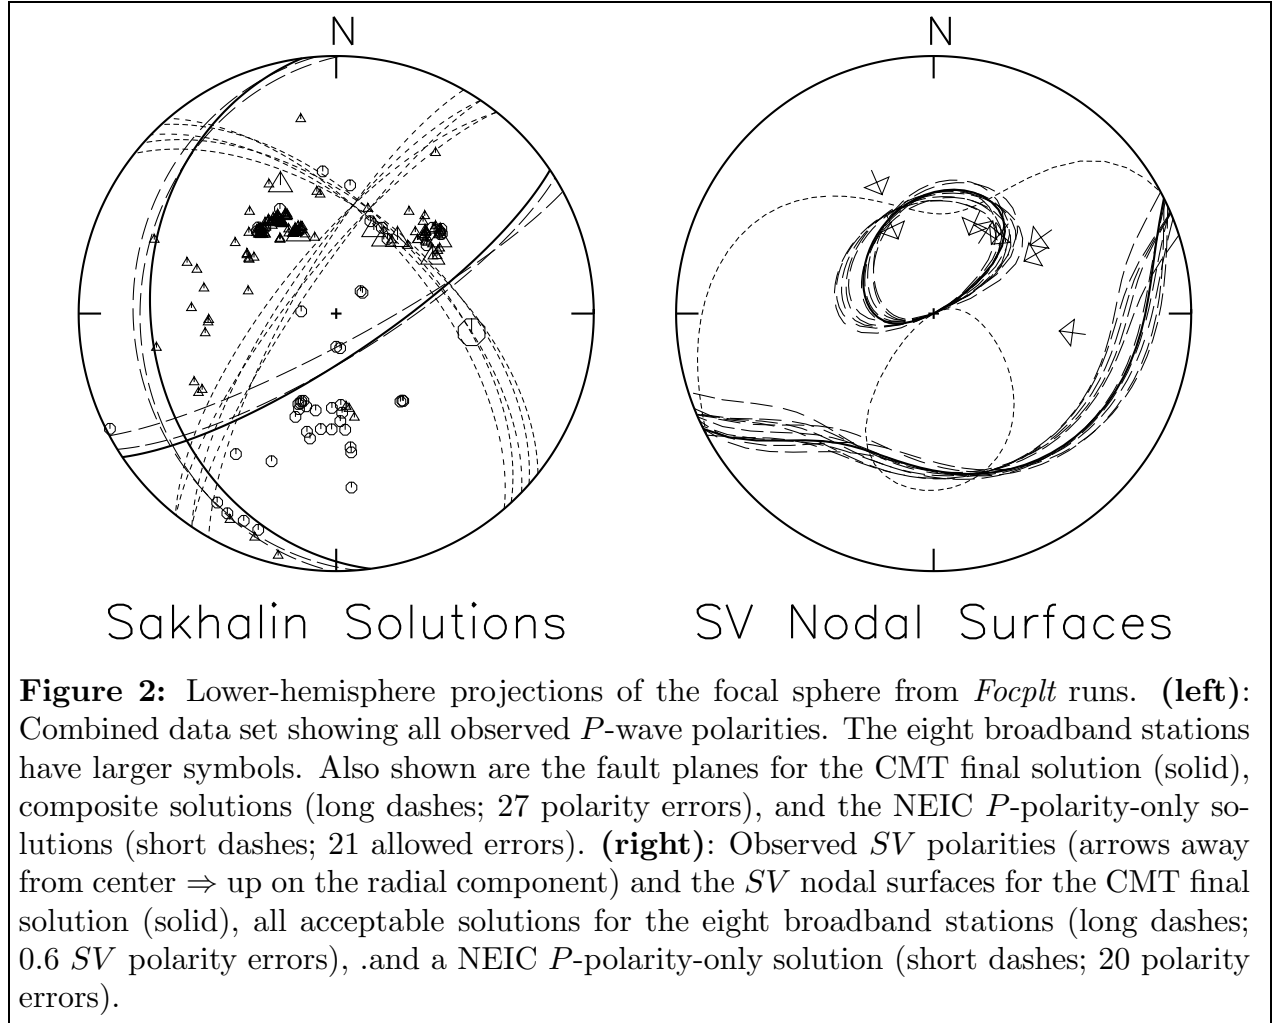 N N
Sakhalin Solutions SV Nodal Surfaces
Figure 2: Lower-hemisphere projections of the focal sphere from Focplt runs. (left):
Combined data set showing all observed P-wave polarities. The eight broadband stations
have larger symbols. Also shown are the fault planes for the CMT final solution (solid),
composite solutions (long dashes; 27 polarity errors), and the NEIC P-polarity-only so-
lutions (short dashes; 21 allowed errors). (right): Observed SV polarities (arrows away
from center ⇒ up on the radial component) and the SV nodal surfaces for the CMT final
solution (solid), all acceptable solutions for the eight broadband stations (long dashes;
0.6 SV polarity errors), .and a NEIC P-polarity-only solution (short dashes; 20 polarity
errors).